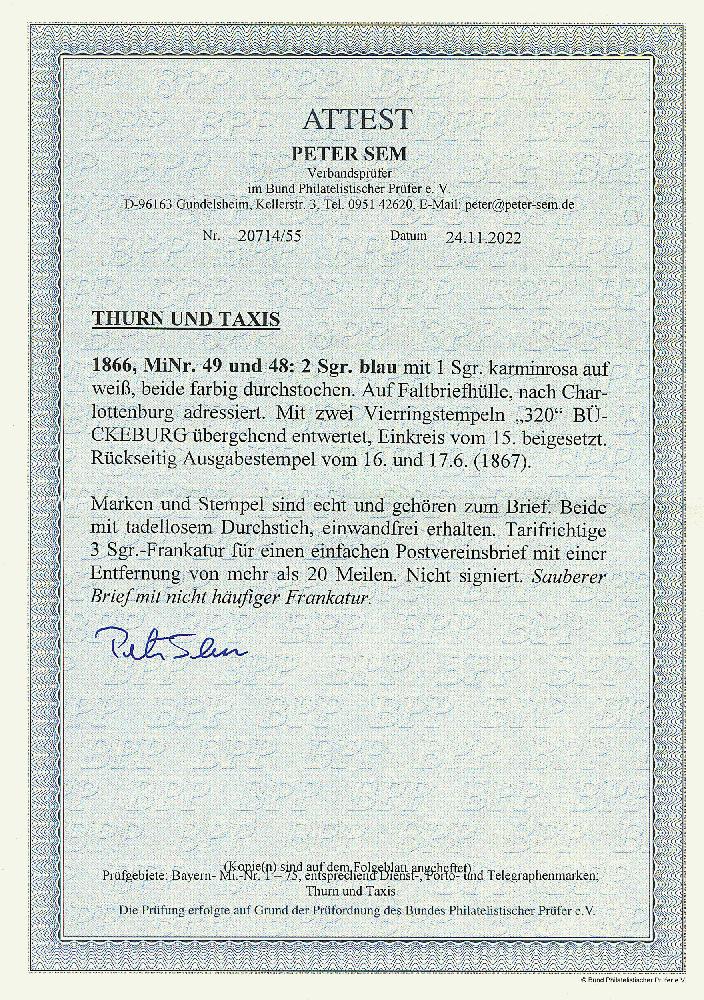 ATTEST
PETER SEM
Verbandsprüfer
im Bund Philatelistischer Prüfer e. V.
D-96163 Gundelsheim, Kellerstr. 3, Tel. 0951 42620, E-Mail: peter@peter-sem.de
Nr. 20714/55 Datum 24.11.2022
THURN UND TAXIS
1866, MiNr. 49 und 48: 2 Sgr. blau mit 1 Sgr. karminrosa auf
weiß, beide farbig durchstochen. Auf Faltbriefhülle, nach Char-
lottenburg adressiert. Mit zwei Vierringstempeln „320“ BÜ-
CKEBURG übergehend entwertet, Einkreis vom 15. beigesetzt.
Rückseitig Ausgabestempel vom 16. und 17.6. (1867).
Marken und Stempel sind echt und gehören zum Brief. Beide
mit tadellosem Durchstich, einwandfrei erhalten. Tarifrichtige
3 Sgr.-Frankatur für einen einfachen Postvereinsbrief mit einer
Entfernung von mehr als 20 Meilen. Nicht signiert. Sauberer
Brief mit nicht häufiger Frankatur.
Peter Sem
(Kopie(n) sind auf dem Folgeblatt angeheftet)
Prüfgebiete: Bayern- Mi.-Nr. 1 – 75, entsprechend Dienst-, Porto- und Telegraphenmarken;
Thurn und Taxis
Die Prüfung erfolgte auf Grund der Prüfordnung des Bundes Philatelistischer Prüfer e.V.
© Bund Philatelistischer Prüfer e.V.